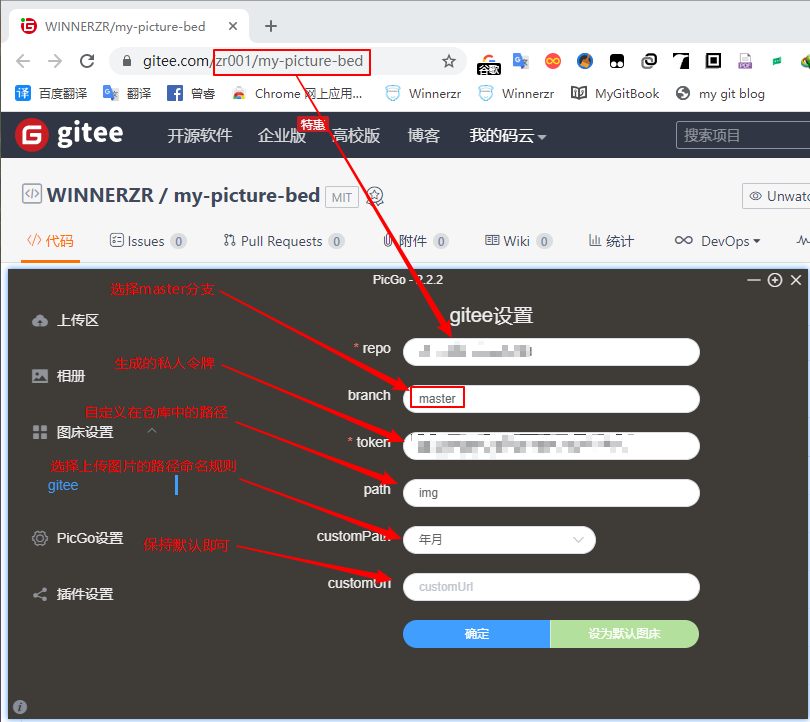 WINNERZR/my-picture-bed
gitee.com/zr001/my-picture-bed
谷歌
百度翻译 翻译 曾睿 Chrome 网上应用... Winnerzr Winnerzr MyGitBook my git blog
gitee 开源软件 企业版 特惠 高校版 博客 我的码云 搜索项目
WINNERZR / my-picture-bed MIT Unwatc
代码 Issues 0 Pull Requests 0 附件 0 Wiki 0 统计 DevOps
PicGo - 2.2.2
选择master分支
gitee设置
上传区
* repo
生成的私人令牌
相册
branch master
自定义在仓库中的路径
图床设置
* token
选择上传图片的路径命名规则
gitee
path img
PicGo设置
customPath 年月
保持默认即可
customUrl customUrl
插件设置
确定 设为默认图床